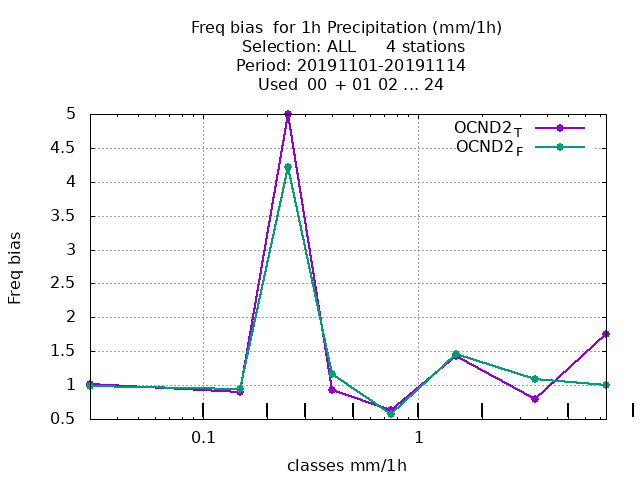 Freq bias  for 1h Precipitation (mm/1h)
Selection: ALL      4 stations
Period: 20191101-20191114
Used  00  + 01 02 ... 24
OCND2_T
OCND2_F
5
4.5
4
3.5
3
2.5
2
1.5
1
0.5
Freq bias
0.1 1
classes mm/1h